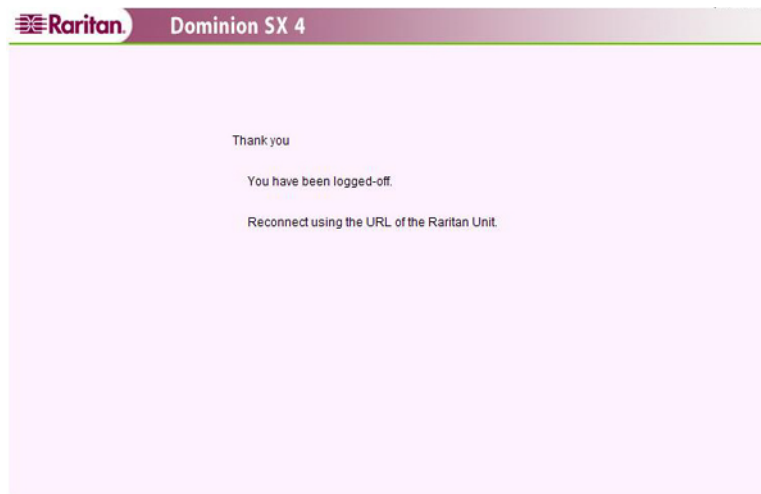 Raritan.
Dominion SX 4
Thank you
You have been logged-off.
Reconnect using the URL of the Raritan Unit.